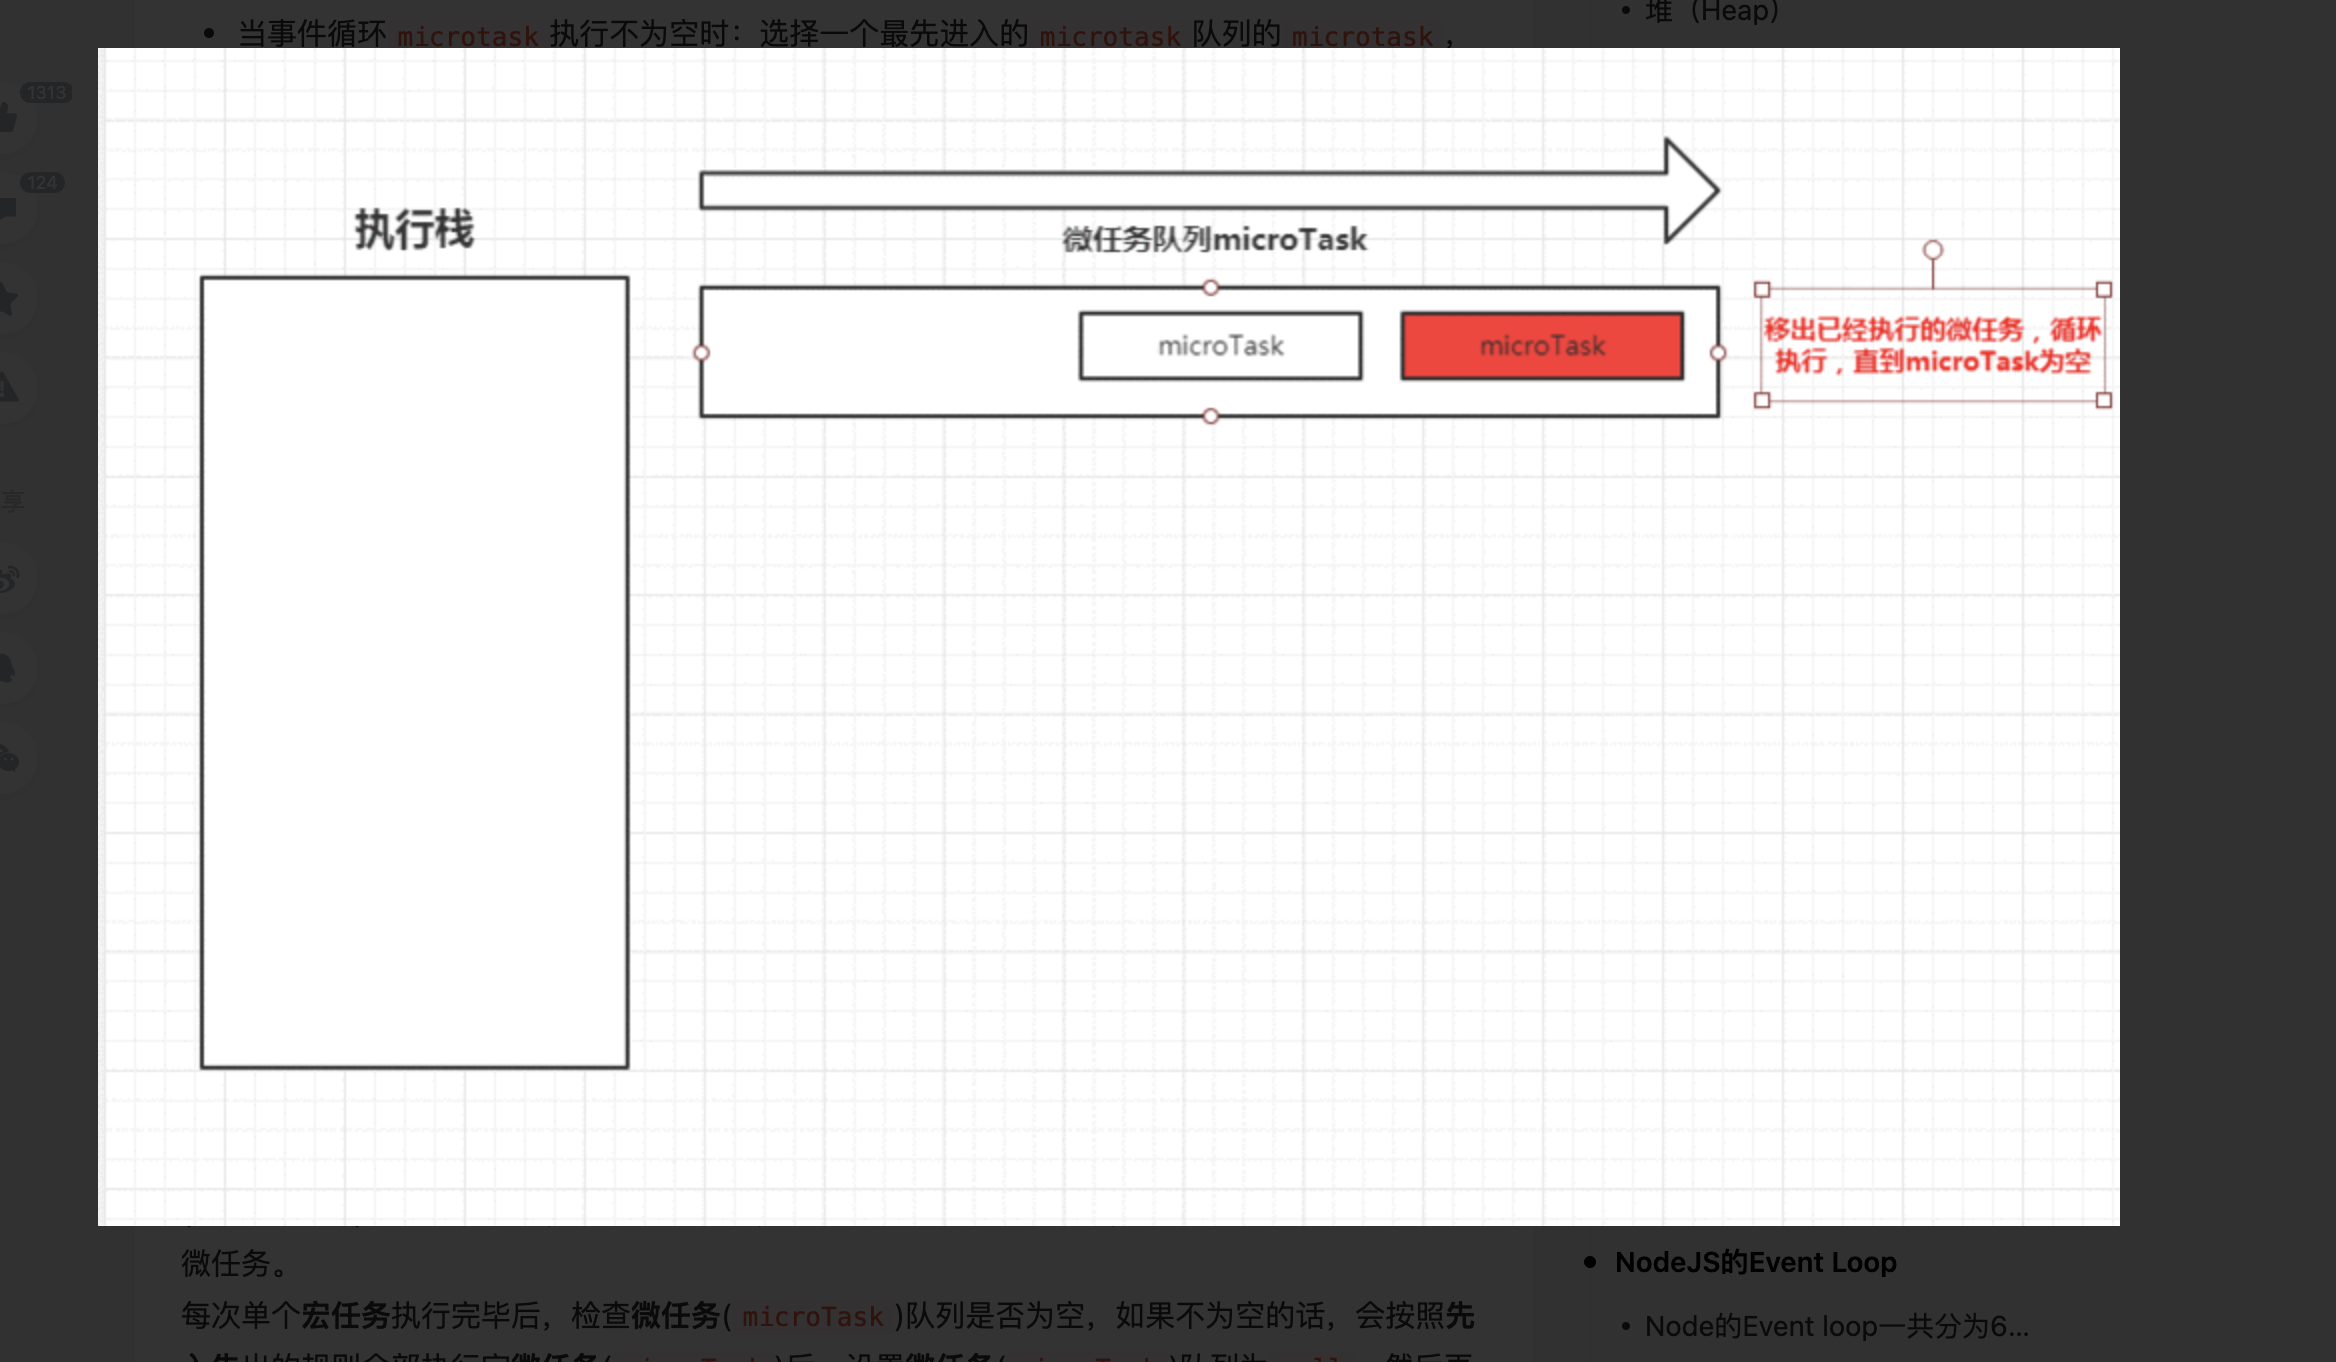 当事件循环 microtask 执行不为空时：选择一个最先进入的 microtask 队列的 microtask，
堆（Heap）
1313
124
享
执行栈
微任务队列microTask
microTask
microTask
移出已经执行的微任务，循环
执行，直到microTask为空
微任务。
每次单个宏任务执行完毕后，检查微任务( microTask )队列是否为空，如果不为空的话，会按照先
NodeJS的Event Loop
Node的Event loop一共分为6...